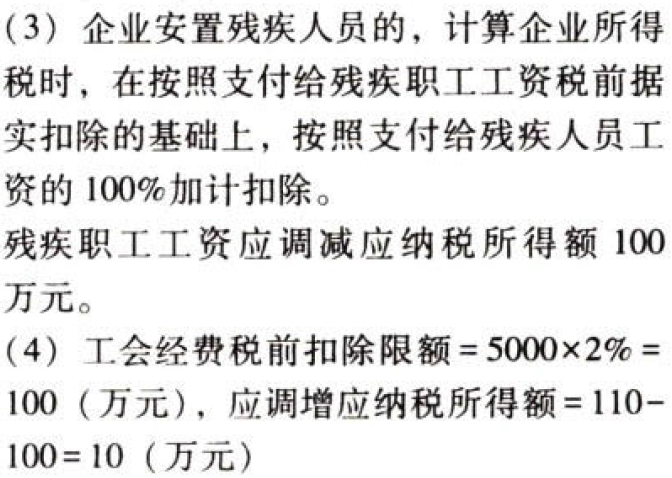 (3) 企业安置残疾人员的，计算企业所得
税时，在按照支付给残疾职工工资税前据
实扣除的基础上，按照支付给残疾人员工
资的 100%加计扣除。
残疾职工工资应调减应纳税所得额 100
万元。
(4) 工会经费税前扣除限额 = 5000×2% =
100 (万元)，应调增应纳税所得额 = 110-
100 = 10 (万元)